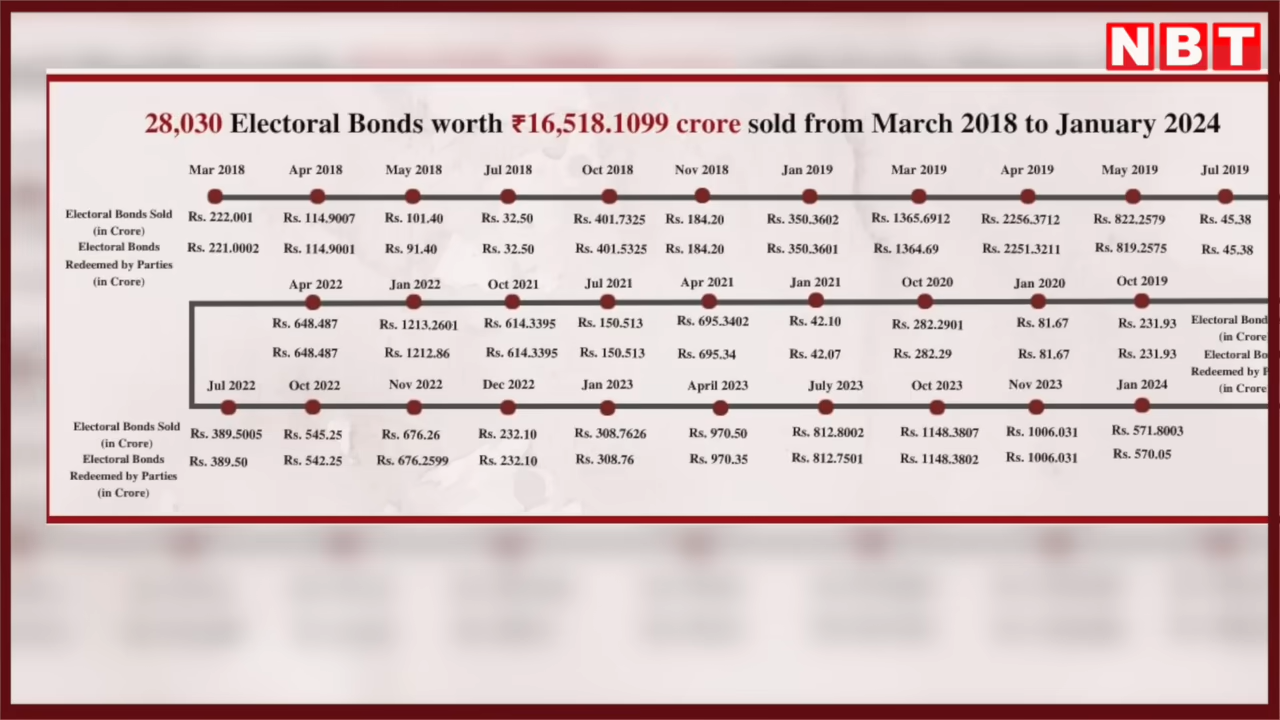 NBT
28,030 Electoral Bonds worth ₹16,518.1099 crore sold from March 2018 to January 2024
Mar 2018 Apr 2018 May 2018 Jul 2018 Oct 2018 Nov 2018 Jan 2019 Mar 2019 Apr 2019 May 2019 Jul 2019
Electoral Bonds Sold
(in Crore)
Rs. 222.001 Rs. 114.9007 Rs. 101.40 Rs. 32.50 Rs. 401.7325 Rs. 184.20 Rs. 350.3602 Rs. 1365.6912 Rs. 2256.3712 Rs. 822.2579 Rs. 45.38
Electoral Bonds
Redeemed by Parties
(in Crore)
Rs. 221.0002 Rs. 114.9001 Rs. 91.40 Rs. 32.50 Rs. 401.5325 Rs. 184.20 Rs. 350.3601 Rs. 1364.69 Rs. 2251.3211 Rs. 819.2575 Rs. 45.38
Apr 2022 Jan 2022 Oct 2021 Jul 2021 Apr 2021 Jan 2021 Oct 2020 Jan 2020 Oct 2019
Rs. 648.487 Rs. 1213.2601 Rs. 614.3395 Rs. 150.513 Rs. 695.3402 Rs. 42.10 Rs. 282.2901 Rs. 81.67 Rs. 231.93
Electoral Bond
(in Crore
Rs. 648.487 Rs. 1212.86 Rs. 614.3395 Rs. 150.513 Rs. 695.34 Rs. 42.07 Rs. 282.29 Rs. 81.67 Rs. 231.93
Electoral Bo
Redeemed by P
(in Crore
Jul 2022 Oct 2022 Nov 2022 Dec 2022 Jan 2023 April 2023 July 2023 Oct 2023 Nov 2023 Jan 2024
Electoral Bonds Sold
(in Crore)
Rs. 389.5005 Rs. 545.25 Rs. 676.26 Rs. 232.10 Rs. 308.7626 Rs. 970.50 Rs. 812.8002 Rs. 1148.3807 Rs. 1006.031 Rs. 571.8003
Electoral Bonds
Redeemed by Parties
(in Crore)
Rs. 389.50 Rs. 542.25 Rs. 676.2599 Rs. 232.10 Rs. 308.76 Rs. 970.35 Rs. 812.7501 Rs. 1148.3802 Rs. 1006.031 Rs. 570.05